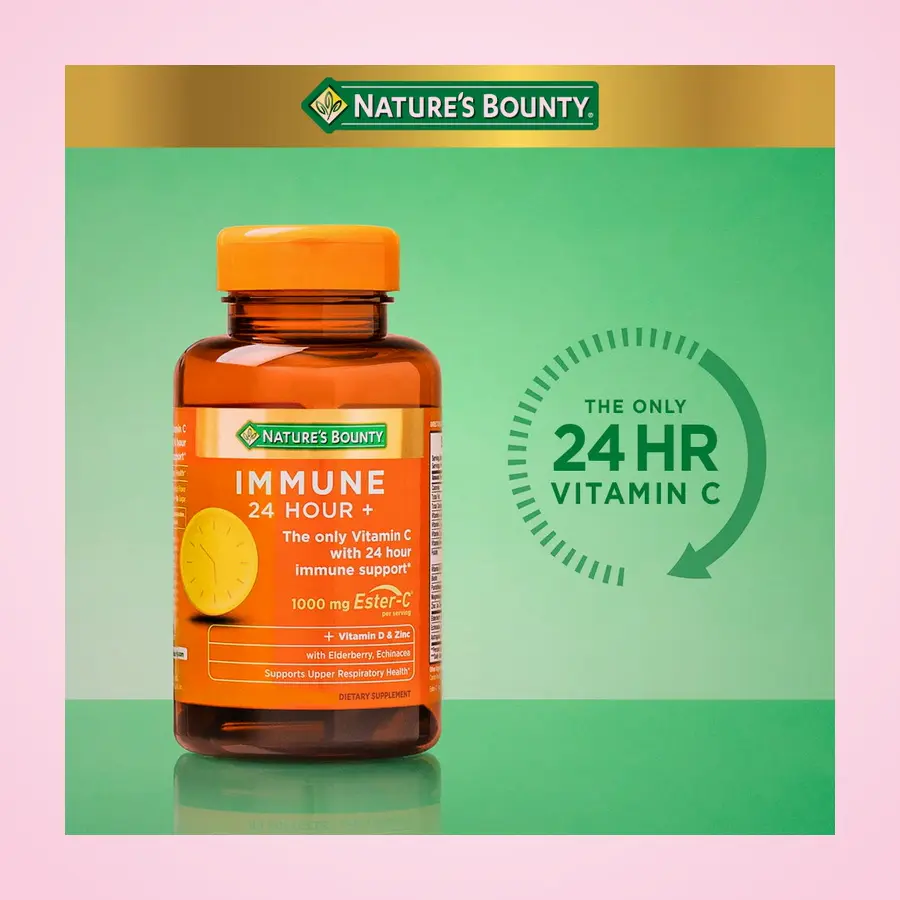 NATURE'S BOUNTY®
NATURE'S BOUNTY
IMMUNE
24 HOUR +
The only Vitamin C
with 24 hour
immune support*
1000 mg Ester-C®
per serving
+ Vitamin D & Zinc
with Elderberry, Echinacea
Supports Upper Respiratory Health*
DIETARY SUPPLEMENT
THE ONLY
24 HR
VITAMIN C